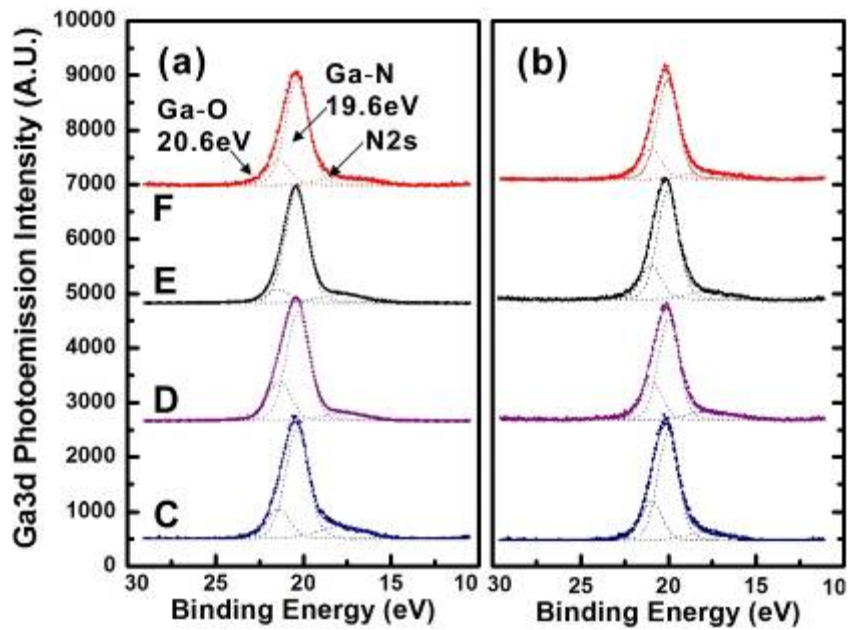 10000
9000
8000
7000
6000
5000
4000
3000
2000
1000
0
Ga3d Photoemission Intensity (A.U.)
(a)
Ga-N
19.6eV
Ga-O
20.6eV
N2s
F
E
D
C
30 25 20 15 10
Binding Energy (eV)
(b)
30 25 20 15 10
Binding Energy (eV)